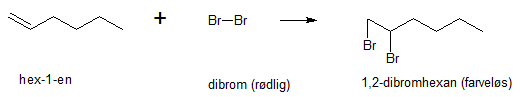 +
Br—Br
Br
Br
hex-1-en
dibrom (rødlig)
1,2-dibromhexan (farveløs)